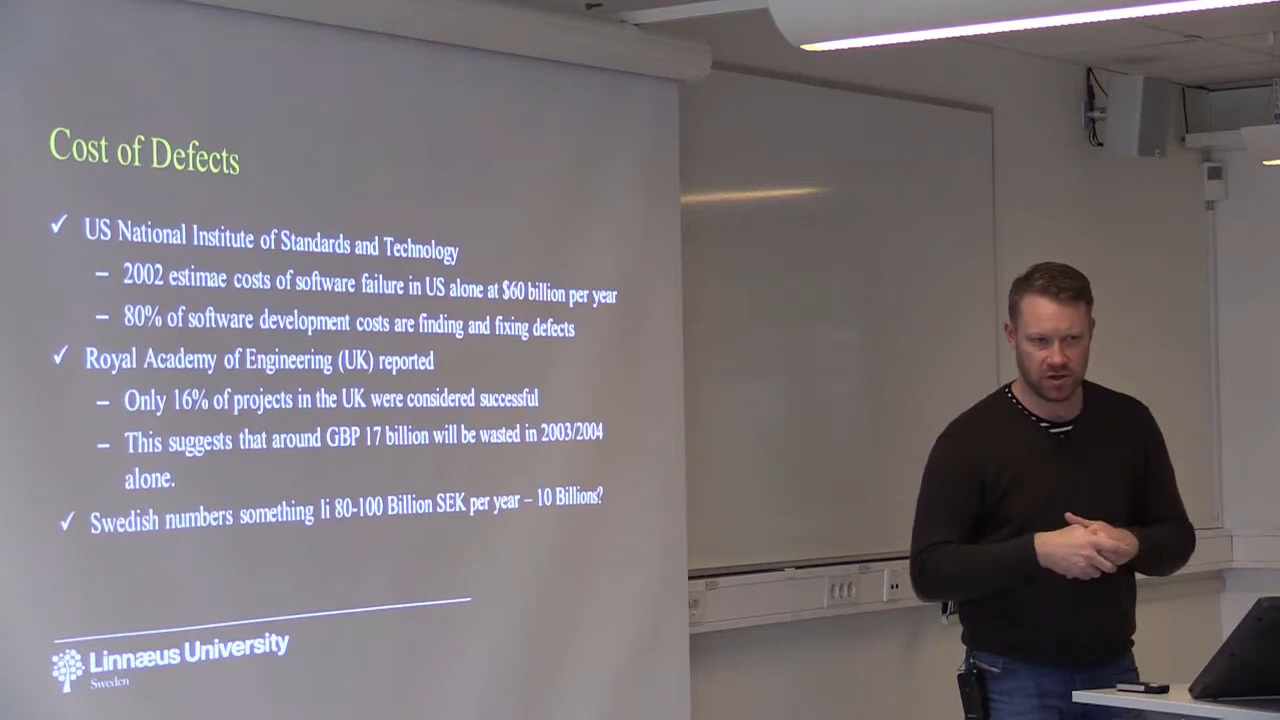 Cost of Defects
✓ US National Institute of Standards and Technology
– 2002 estimae costs of software failure in US alone at $60 billion per year
– 80% of software development costs are finding and fixing defects
✓ Royal Academy of Engineering (UK) reported
– Only 16% of projects in the UK were considered successful
– This suggests that around GBP 17 billion will be wasted in 2003/2004
alone.
✓ Swedish numbers something li 80-100 Billion SEK per year – 10 Billions?
Linnæus University
Sweden